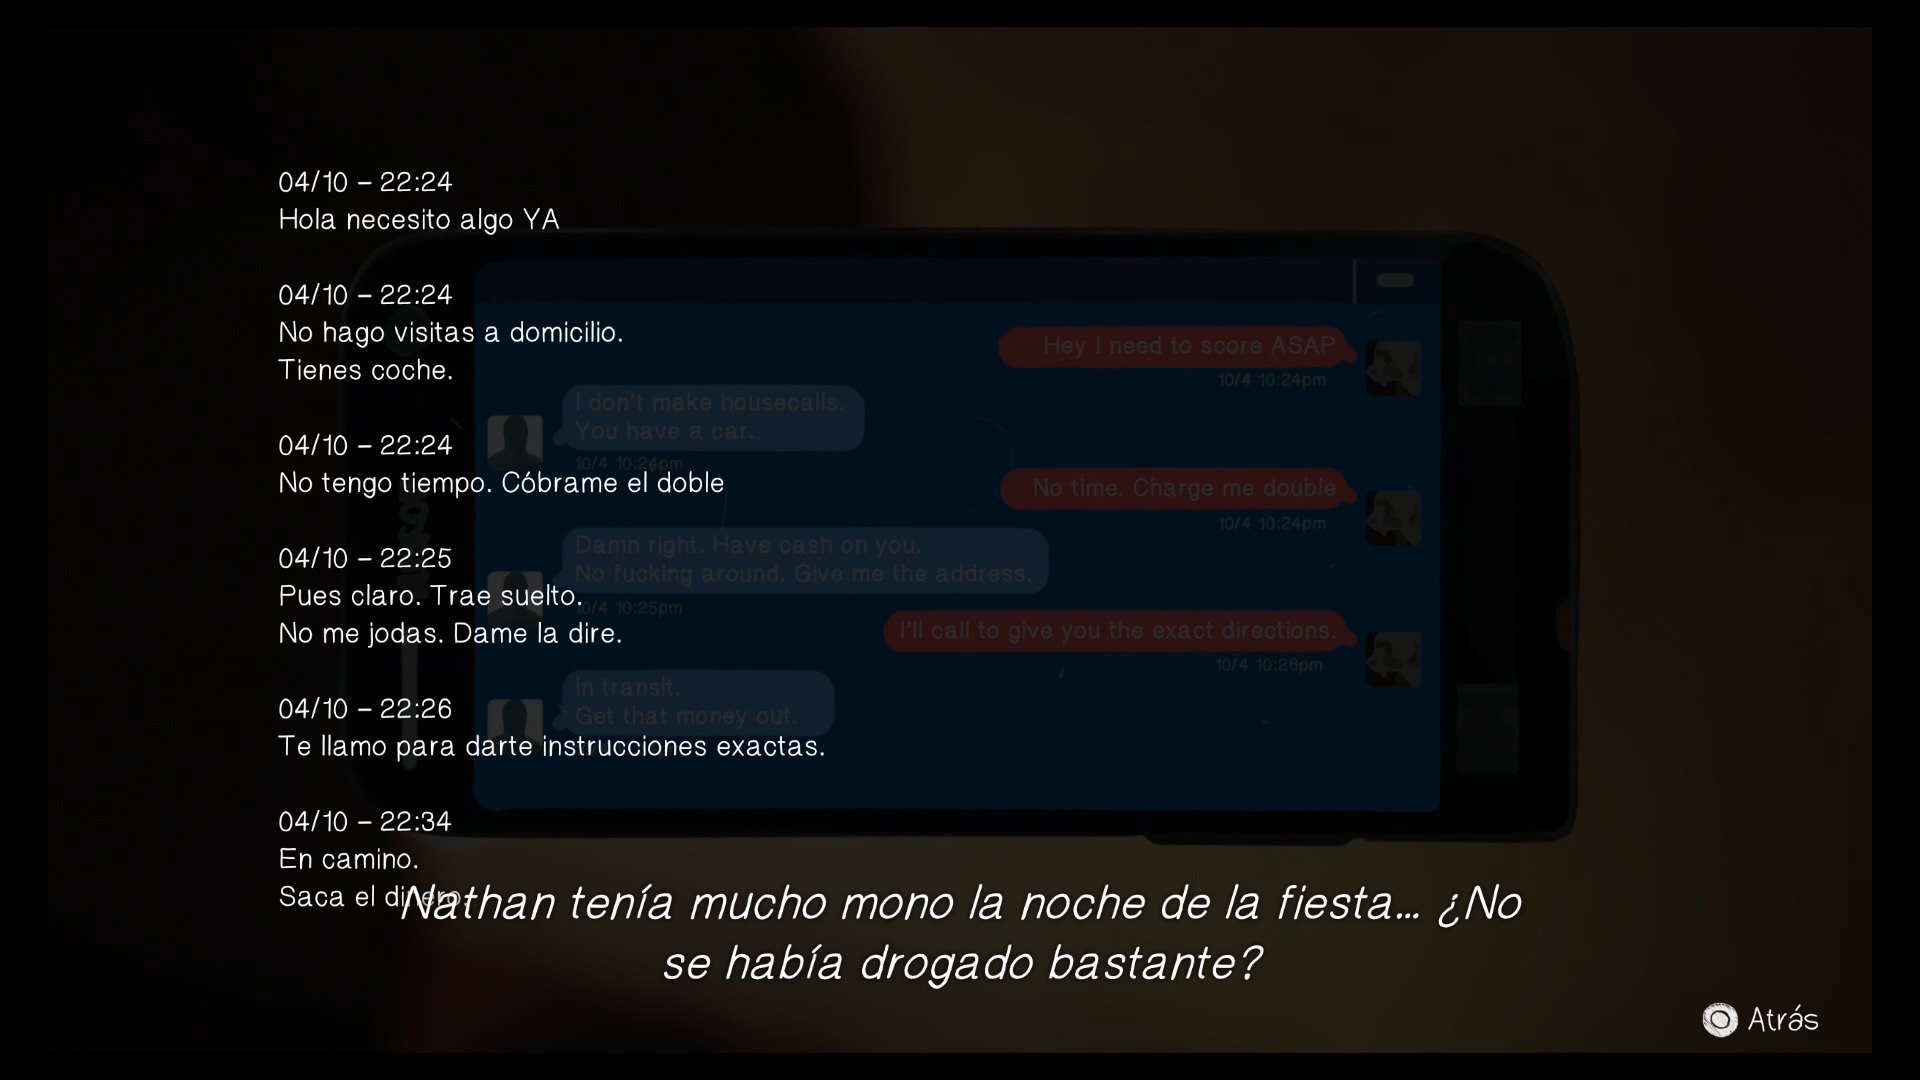 04/10 – 22:24
Hola necesito algo YA
04/10 – 22:24
No hago visitas a domicilio.
Tienes coche.
04/10 – 22:24
No tengo tiempo. Cóbrame el doble
04/10 – 22:25
Pues claro. Trae suelto.
No me jodas. Dame la dire.
04/10 – 22:26
Te llamo para darte instrucciones exactas.
04/10 – 22:34
En camino.
Saca el dinero.
Hey I need to score ASAP
10/4 10:24pm
I don't make housecalls.
You have a car.
10/4 10:24pm
No time. Charge me double
10/4 10:24pm
Damn right. Have cash on you.
No fucking around. Give me the address.
10/4 10:25pm
I'll call to give you the exact directions.
10/4 10:26pm
In transit.
Get that money out.
Nathan tenía mucho mono la noche de la fiesta... ¿No
se había drogado bastante?
Atrás